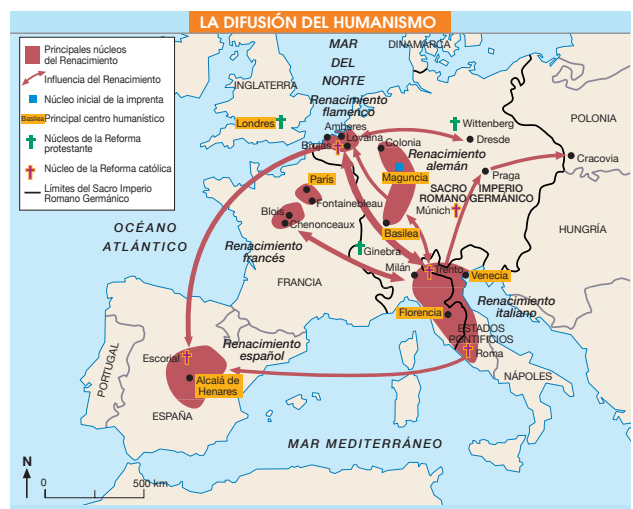 LA DIFUSIÓN DEL HUMANISMO
Principales núcleos
del Renacimiento
Influencia del Renacimiento
Núcleo inicial de la imprenta
Basilea
Principal centro humanístico
Núcleos de la Reforma
protestante
Núcleo de la Reforma católica
Límites del Sacro Imperio
Romano Germánico
MAR
DEL
NORTE
DINAMARCA
INGLATERRA
Renacimiento
flamenco
Londres
Amberes
Lovaina
Brujas
Colonia
Wittenberg
Dresde
POLONIA
Cracovia
Renacimiento
alemán
Maguncia
Praga
SACRO IMPERIO
ROMANO GERMÁNICO
Múnich
París
Fontainebleau
Blois
Chenonceaux
Basilea
HUNGRÍA
OCÉANO
ATLÁNTICO
Renacimiento
francés
Ginebra
Milán
Trento
Venecia
FRANCIA
Florencia
Renacimiento
italiano
ESTADOS
PONTIFICIOS
Roma
NÁPOLES
Renacimiento
español
PORTUGAL
Escorial
Alcalá de
Henares
ESPAÑA
MAR MEDITERRÁNEO
N
0
500 km